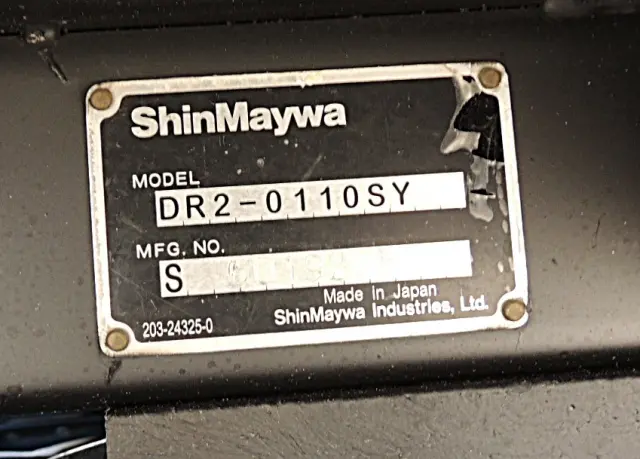 ShinMaywa
MODEL
DR2-0110SY
MFG. NO.
S
Made in Japan
203-24325-0
ShinMaywa Industries, Ltd.